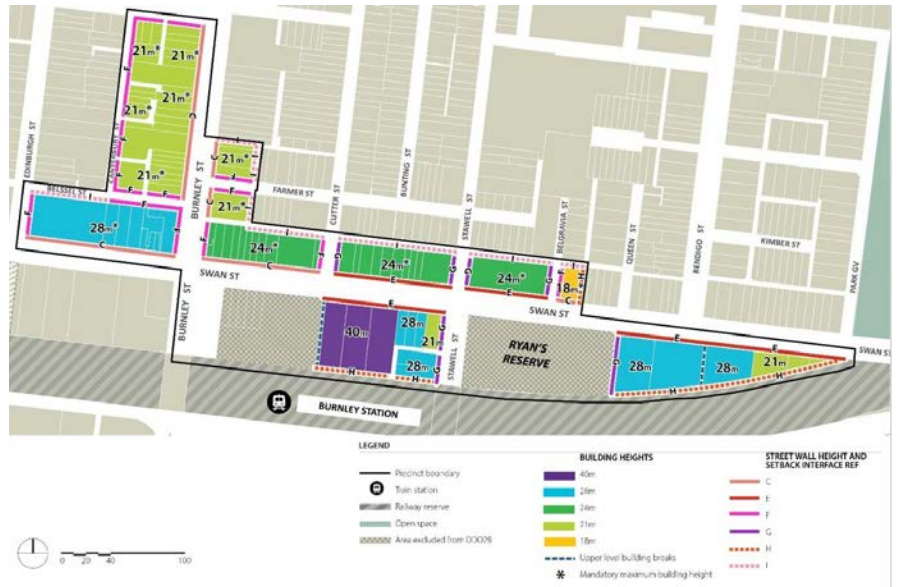 21m*
21m*
21m*
21m*
21m*
EDINBURGH ST
BURNLEY ST
21m*
FARMER ST
21m*
28m*
CUTTER ST
BUNTING ST
STAWELL ST
BELGRAVIA ST
QUEEN ST
BENDIGO ST
KIMBER ST
PARK GV
24m*
24m*
24m*
18m
SWAN ST
BURNLEY ST
SWAN ST
SWAN ST
40m
28m
21
28m
STAWELL ST
RYAN'S
RESERVE
28m
28m
21m
BURNLEY STATION
LEGEND
Precinct boundary
Train station
Railway reserve
Open space
Area excluded from DDO28
BUILDING HEIGHTS
40m
28m
24m
21m
18m
Upper level building breaks
* Mandatory maximum building height
STREET WALL HEIGHT AND
SETBACK INTERFACE REF
C
E
F
G
H
I
0 20 40 100